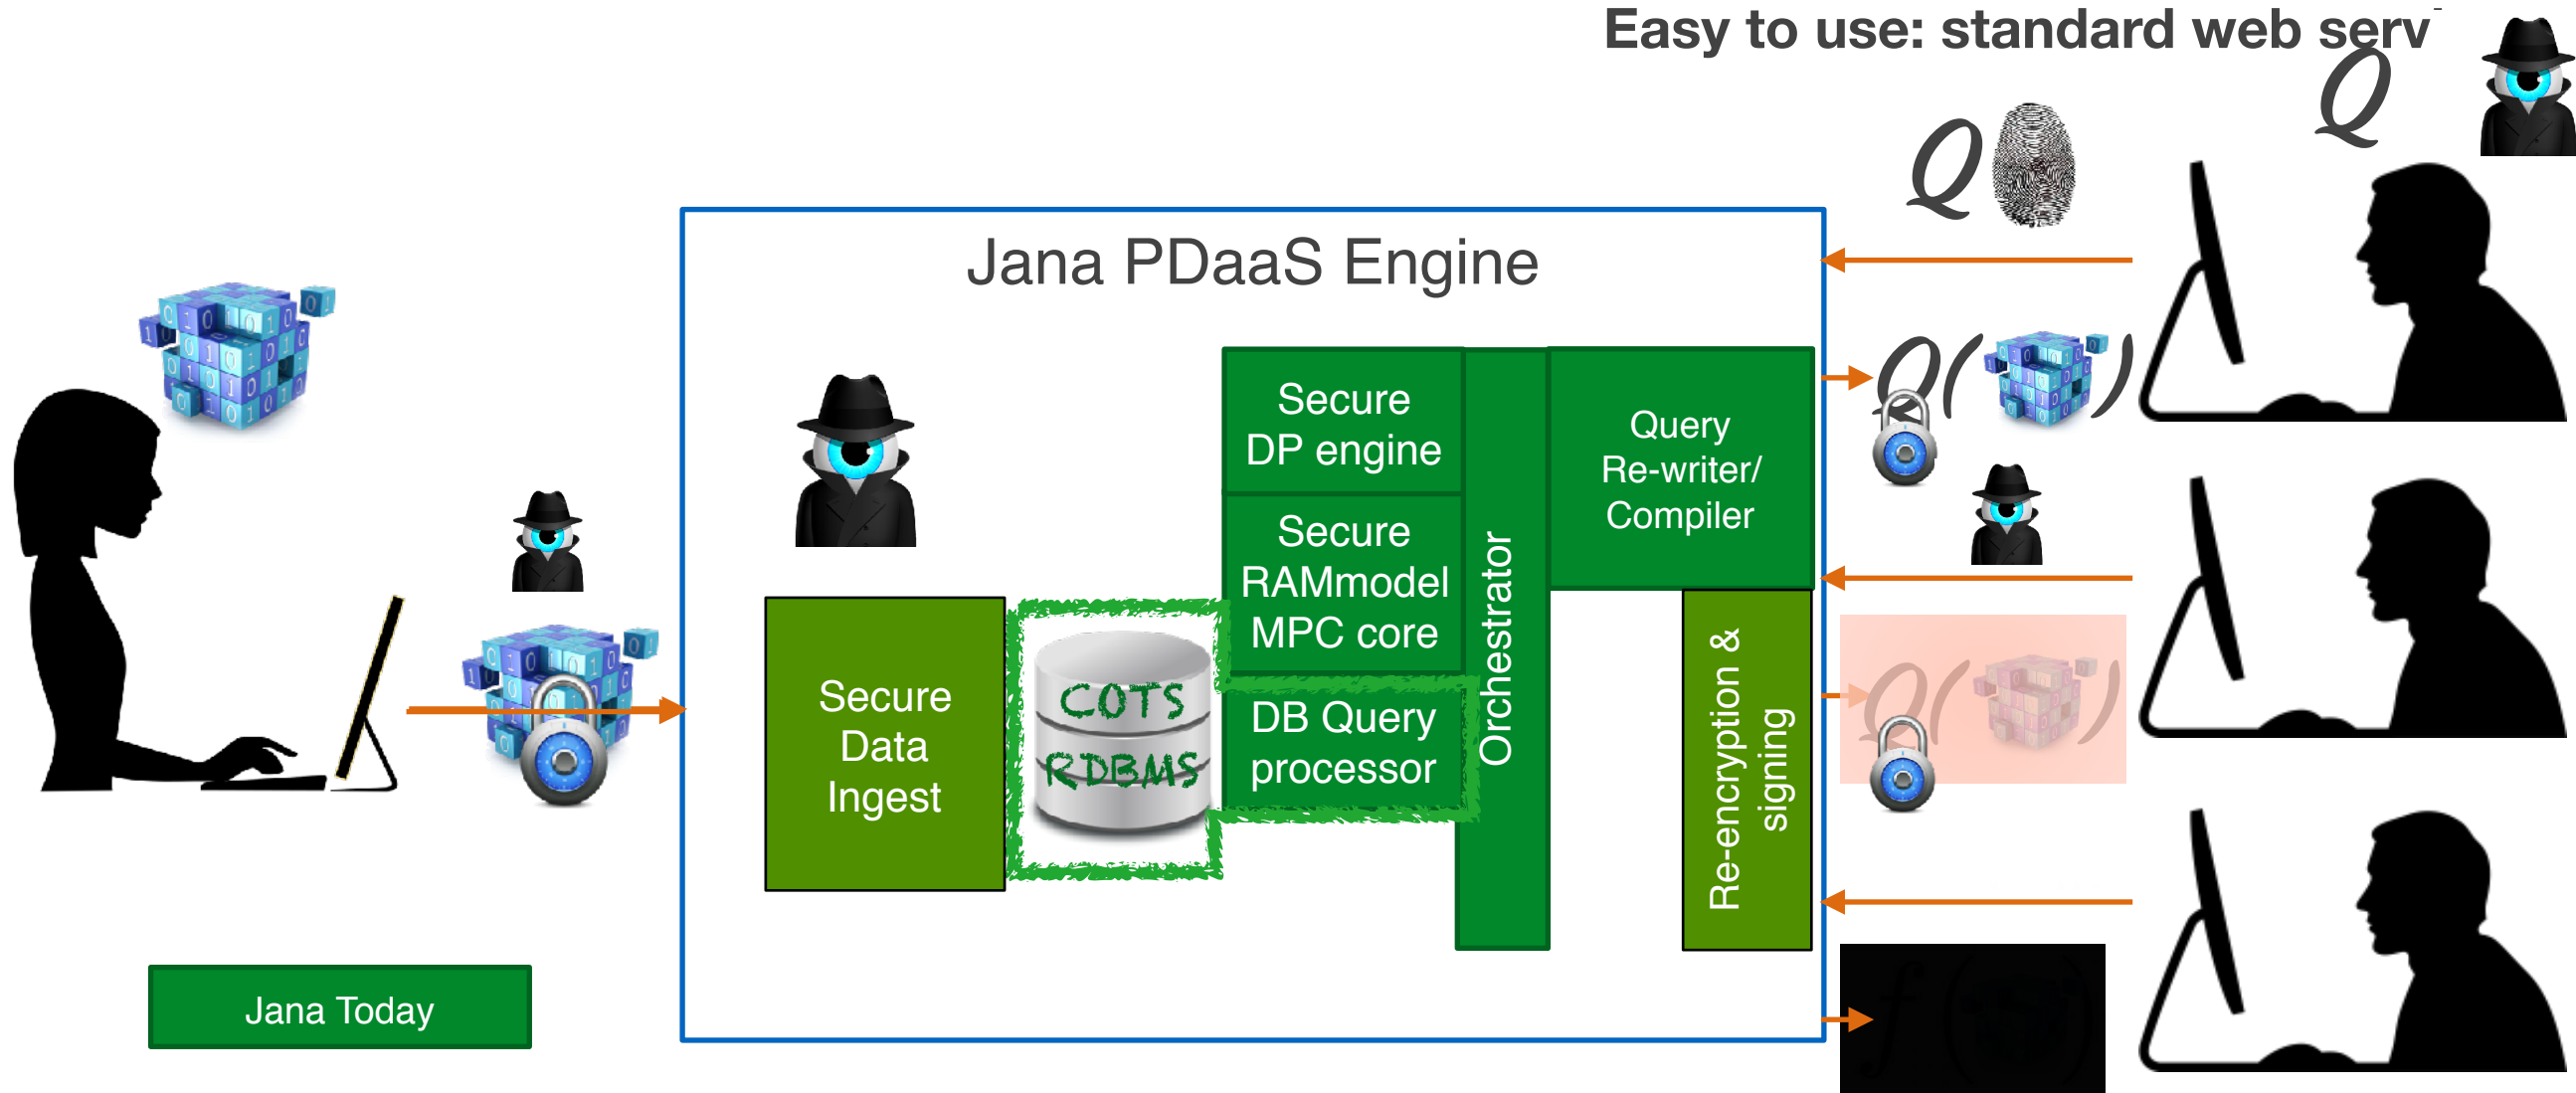 Easy to use: standard web serv
Q
Q
Jana PDaaS Engine
Q( )
Secure
DP engine
Query
Re-writer/
Compiler
Secure
RAMmodel
MPC core
Orchestrator
Secure
Data
Ingest
COTS
RDBMS
DB Query
processor
Re-encryption &
signing
Q( )
Jana Today
f ( )